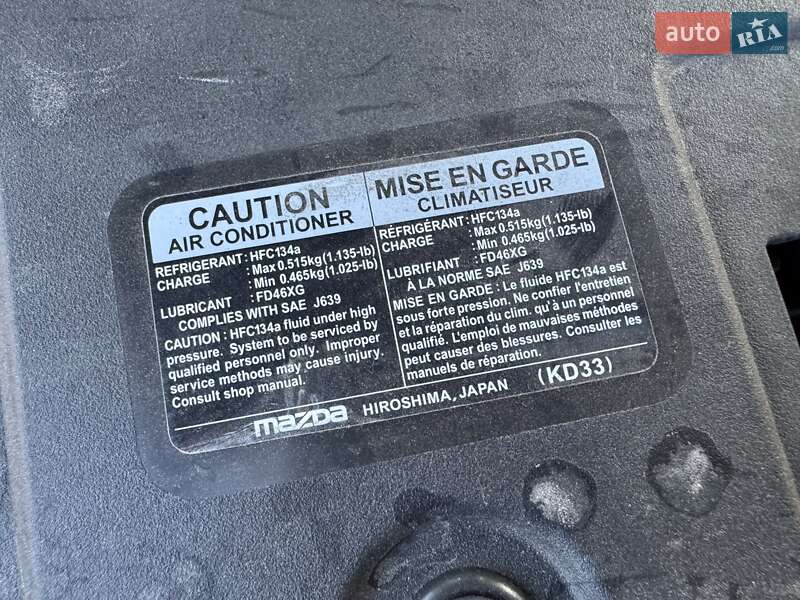 auto RIA .com
CAUTION
AIR CONDITIONER
REFRIGERANT : HFC134a
CHARGE : Max 0.515kg(1.135-lb)
: Min 0.465kg(1.025-lb)
LUBRICANT : FD46XG
COMPLIES WITH SAE J639
CAUTION : HFC134a fluid under high
pressure. System to be serviced by
qualified personnel only. Improper
service methods may cause injury.
Consult shop manual.
MISE EN GARDE
CLIMATISEUR
RÉFRIGÉRANT : HFC134a
CHARGE : Max 0.515kg(1.135-lb)
: Min 0.465kg(1.025-lb)
LUBRIFIANT : FD46XG
À LA NORME SAE J639
MISE EN GARDE : Le fluide HFC134a est
sous forte pression. Ne confier l'entretien
et la réparation du clim. qu'à un personnel
qualifié. L'emploi de mauvaises méthodes
peut causer des blessures. Consulter les
manuels de réparation.
mazda HIROSHIMA, JAPAN (KD33)